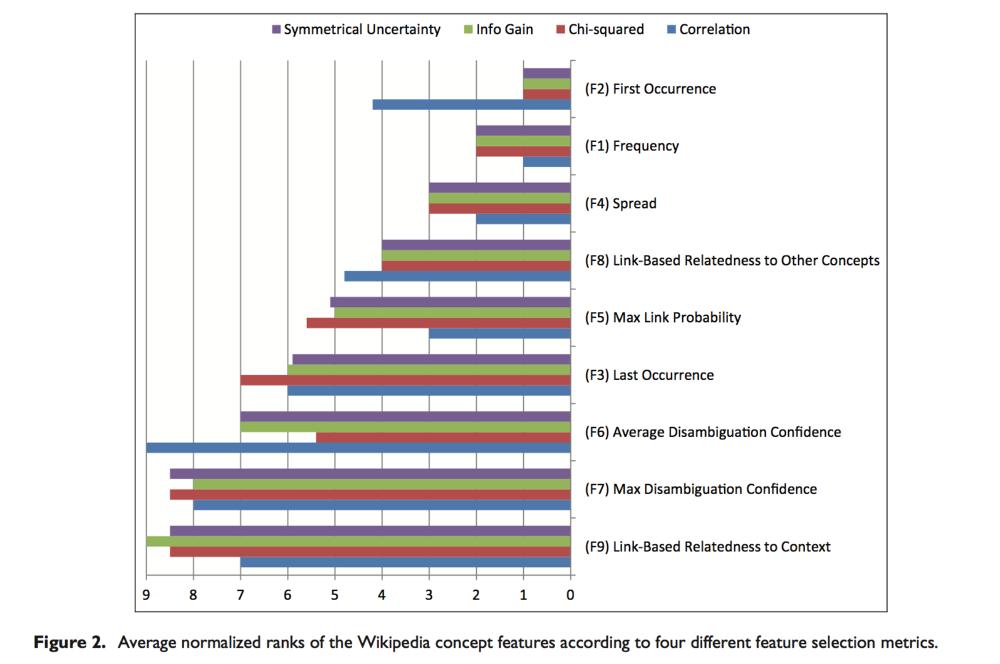 Symmetrical Uncertainty Info Gain Chi-squared Correlation
(F2) First Occurrence
(F1) Frequency
(F4) Spread
(F8) Link-Based Relatedness to Other Concepts
(F5) Max Link Probability
(F3) Last Occurrence
(F6) Average Disambiguation Confidence
(F7) Max Disambiguation Confidence
(F9) Link-Based Relatedness to Context
9 8 7 6 5 4 3 2 1 0
Figure 2. Average normalized ranks of the Wikipedia concept features according to four different feature selection metrics.